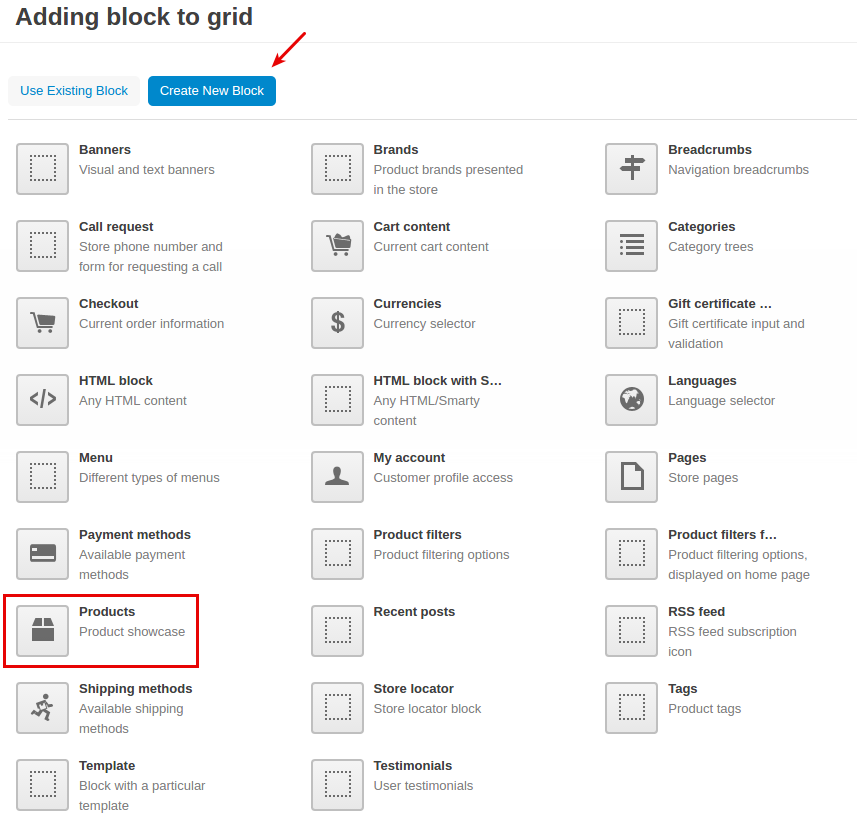 Adding block to grid
Use Existing Block Create New Block
Banners
Visual and text banners
Brands
Product brands presented
in the store
Breadcrumbs
Navigation breadcrumbs
Call request
Store phone number and
form for requesting a call
Cart content
Current cart content
Categories
Category trees
Checkout
Current order information
Currencies
Currency selector
Gift certificate ...
Gift certificate input and
validation
HTML block
Any HTML content
HTML block with S...
Any HTML/Smarty
content
Languages
Language selector
Menu
Different types of menus
My account
Customer profile access
Pages
Store pages
Payment methods
Available payment
methods
Product filters
Product filtering options
Product filters f...
Product filtering options,
displayed on home page
Products
Product showcase
Recent posts
RSS feed
RSS feed subscription
icon
Shipping methods
Available shipping
methods
Store locator
Store locator block
Tags
Product tags
Template
Block with a particular
template
Testimonials
User testimonials